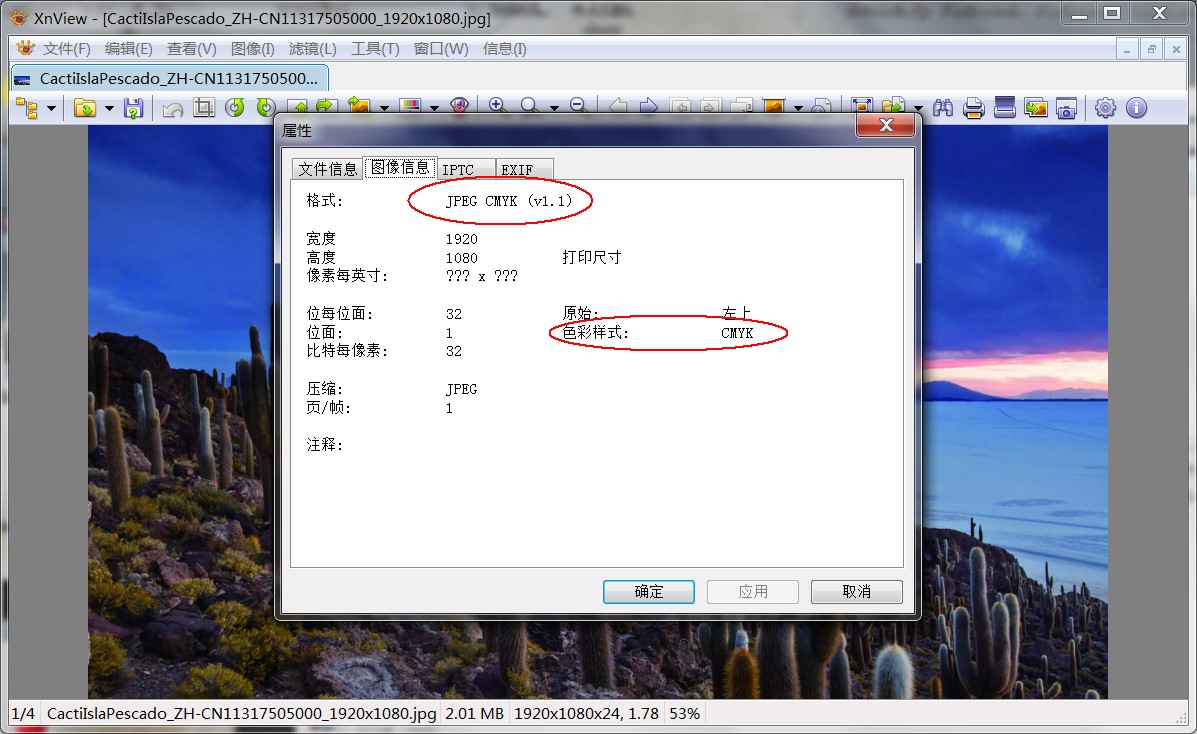 XnView - [CactiIslaPescado_ZH-CN11317505000_1920x1080.jpg]
文件(F) 编辑(E) 查看(V) 图像(I) 滤镜(L) 工具(T) 窗口(W) 信息(I)
CactiIslaPescado_ZH-CN1131750500...
属性
文件信息 图像信息 IPTC EXIF
格式: JPEG CMYK (v1.1)
宽度 1920
高度 1080 打印尺寸
像素每英寸: ??? x ???
位每位面: 32 原始: 左上
位面: 1 色彩样式: CMYK
比特每像素: 32
压缩: JPEG
页/帧: 1
注释:
确定 应用 取消
1/4 CactiIslaPescado_ZH-CN11317505000_1920x1080.jpg 2.01 MB 1920x1080x24, 1.78 53%